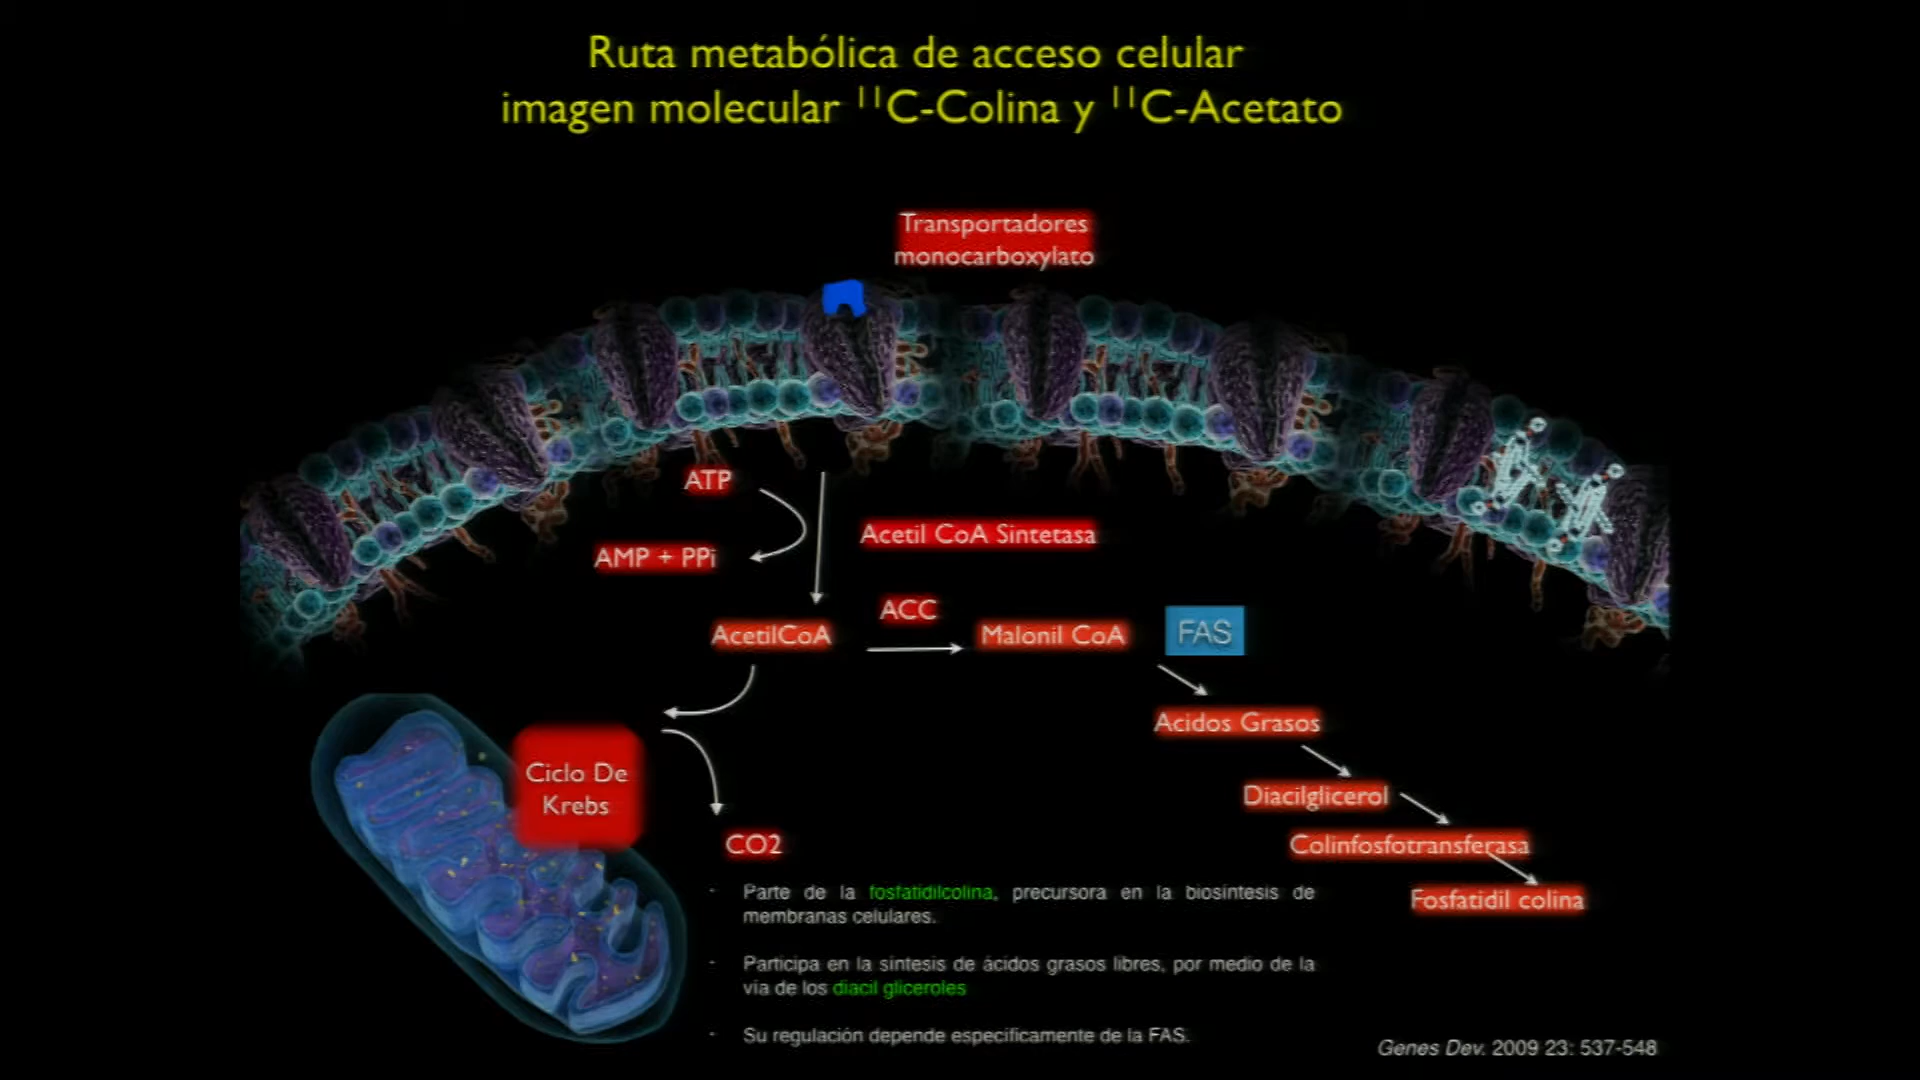 Ruta metabólica de acceso celular
imagen molecular ¹¹C-Colina y ¹¹C-Acetato
Transportadores
monocarboxylato
ATP
Acetil CoA Sintetasa
AMP + PPi
ACC
AcetilCoA
Malonil CoA
FAS
Acidos Grasos
Ciclo De
Krebs
Diacilglicerol
CO2
Colinfosfotransferasa
Fosfatidil colina
- Parte de la fosfatidilcolina, precursora en la biosíntesis de
membranas celulares.
- Participa en la síntesis de ácidos grasos libres, por medio de la
vía de los diacil gliceroles
- Su regulación depende específicamente de la FAS.
Genes Dev. 2009 23: 537-548